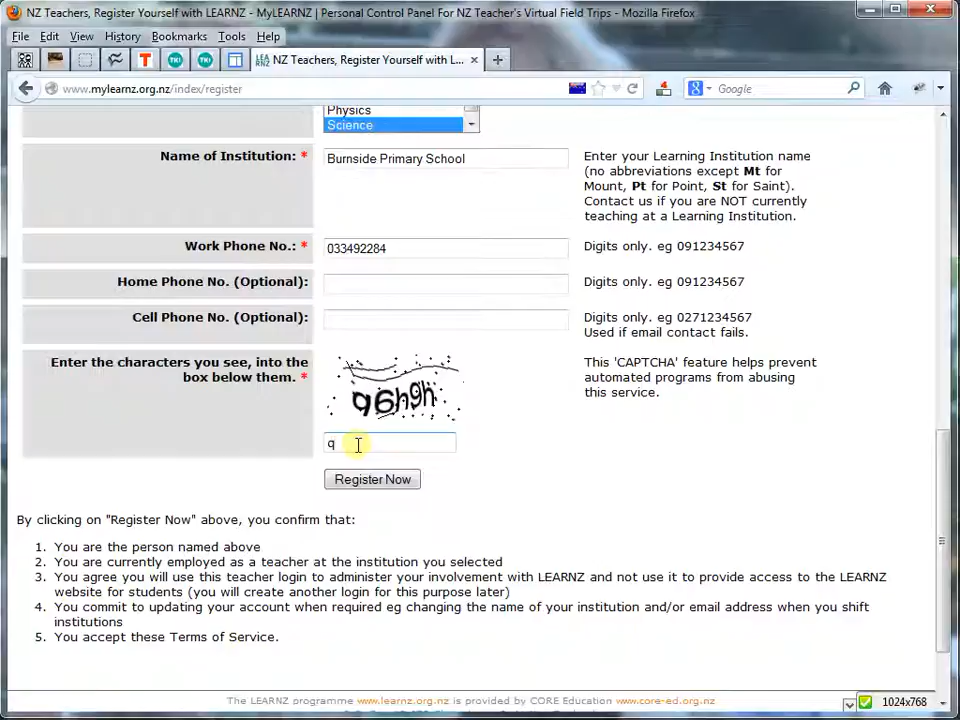 NZ Teachers, Register Yourself with LEARNZ - MyLEARNZ | Personal Control Panel For NZ Teacher's Virtual Field Trips - Mozilla Firefox
File Edit View History Bookmarks Tools Help
T TKI TKI LEA RNZ NZ Teachers, Register Yourself with L... × +
www.mylearnz.org.nz/index/register
8 Google
Physics
Science
Name of Institution: *
Burnside Primary School
Enter your Learning Institution name
(no abbreviations except Mt for
Mount, Pt for Point, St for Saint).
Contact us if you are NOT currently
teaching at a Learning Institution.
Work Phone No.: *
033492284
Digits only. eg 091234567
Home Phone No. (Optional):
Digits only. eg 091234567
Cell Phone No. (Optional):
Digits only. eg 0271234567
Used if email contact fails.
Enter the characters you see, into the
box below them. *
q6hgh
q
This 'CAPTCHA' feature helps prevent
automated programs from abusing
this service.
Register Now
By clicking on "Register Now" above, you confirm that:
1. You are the person named above
2. You are currently employed as a teacher at the institution you selected
3. You agree you will use this teacher login to administer your involvement with LEARNZ and not use it to provide access to the LEARNZ
website for students (you will create another login for this purpose later)
4. You commit to updating your account when required eg changing the name of your institution and/or email address when you shift
institutions
5. You accept these Terms of Service.
The LEARNZ programme www.learnz.org.nz is provided by CORE Education www.core-ed.org.nz
1024x768